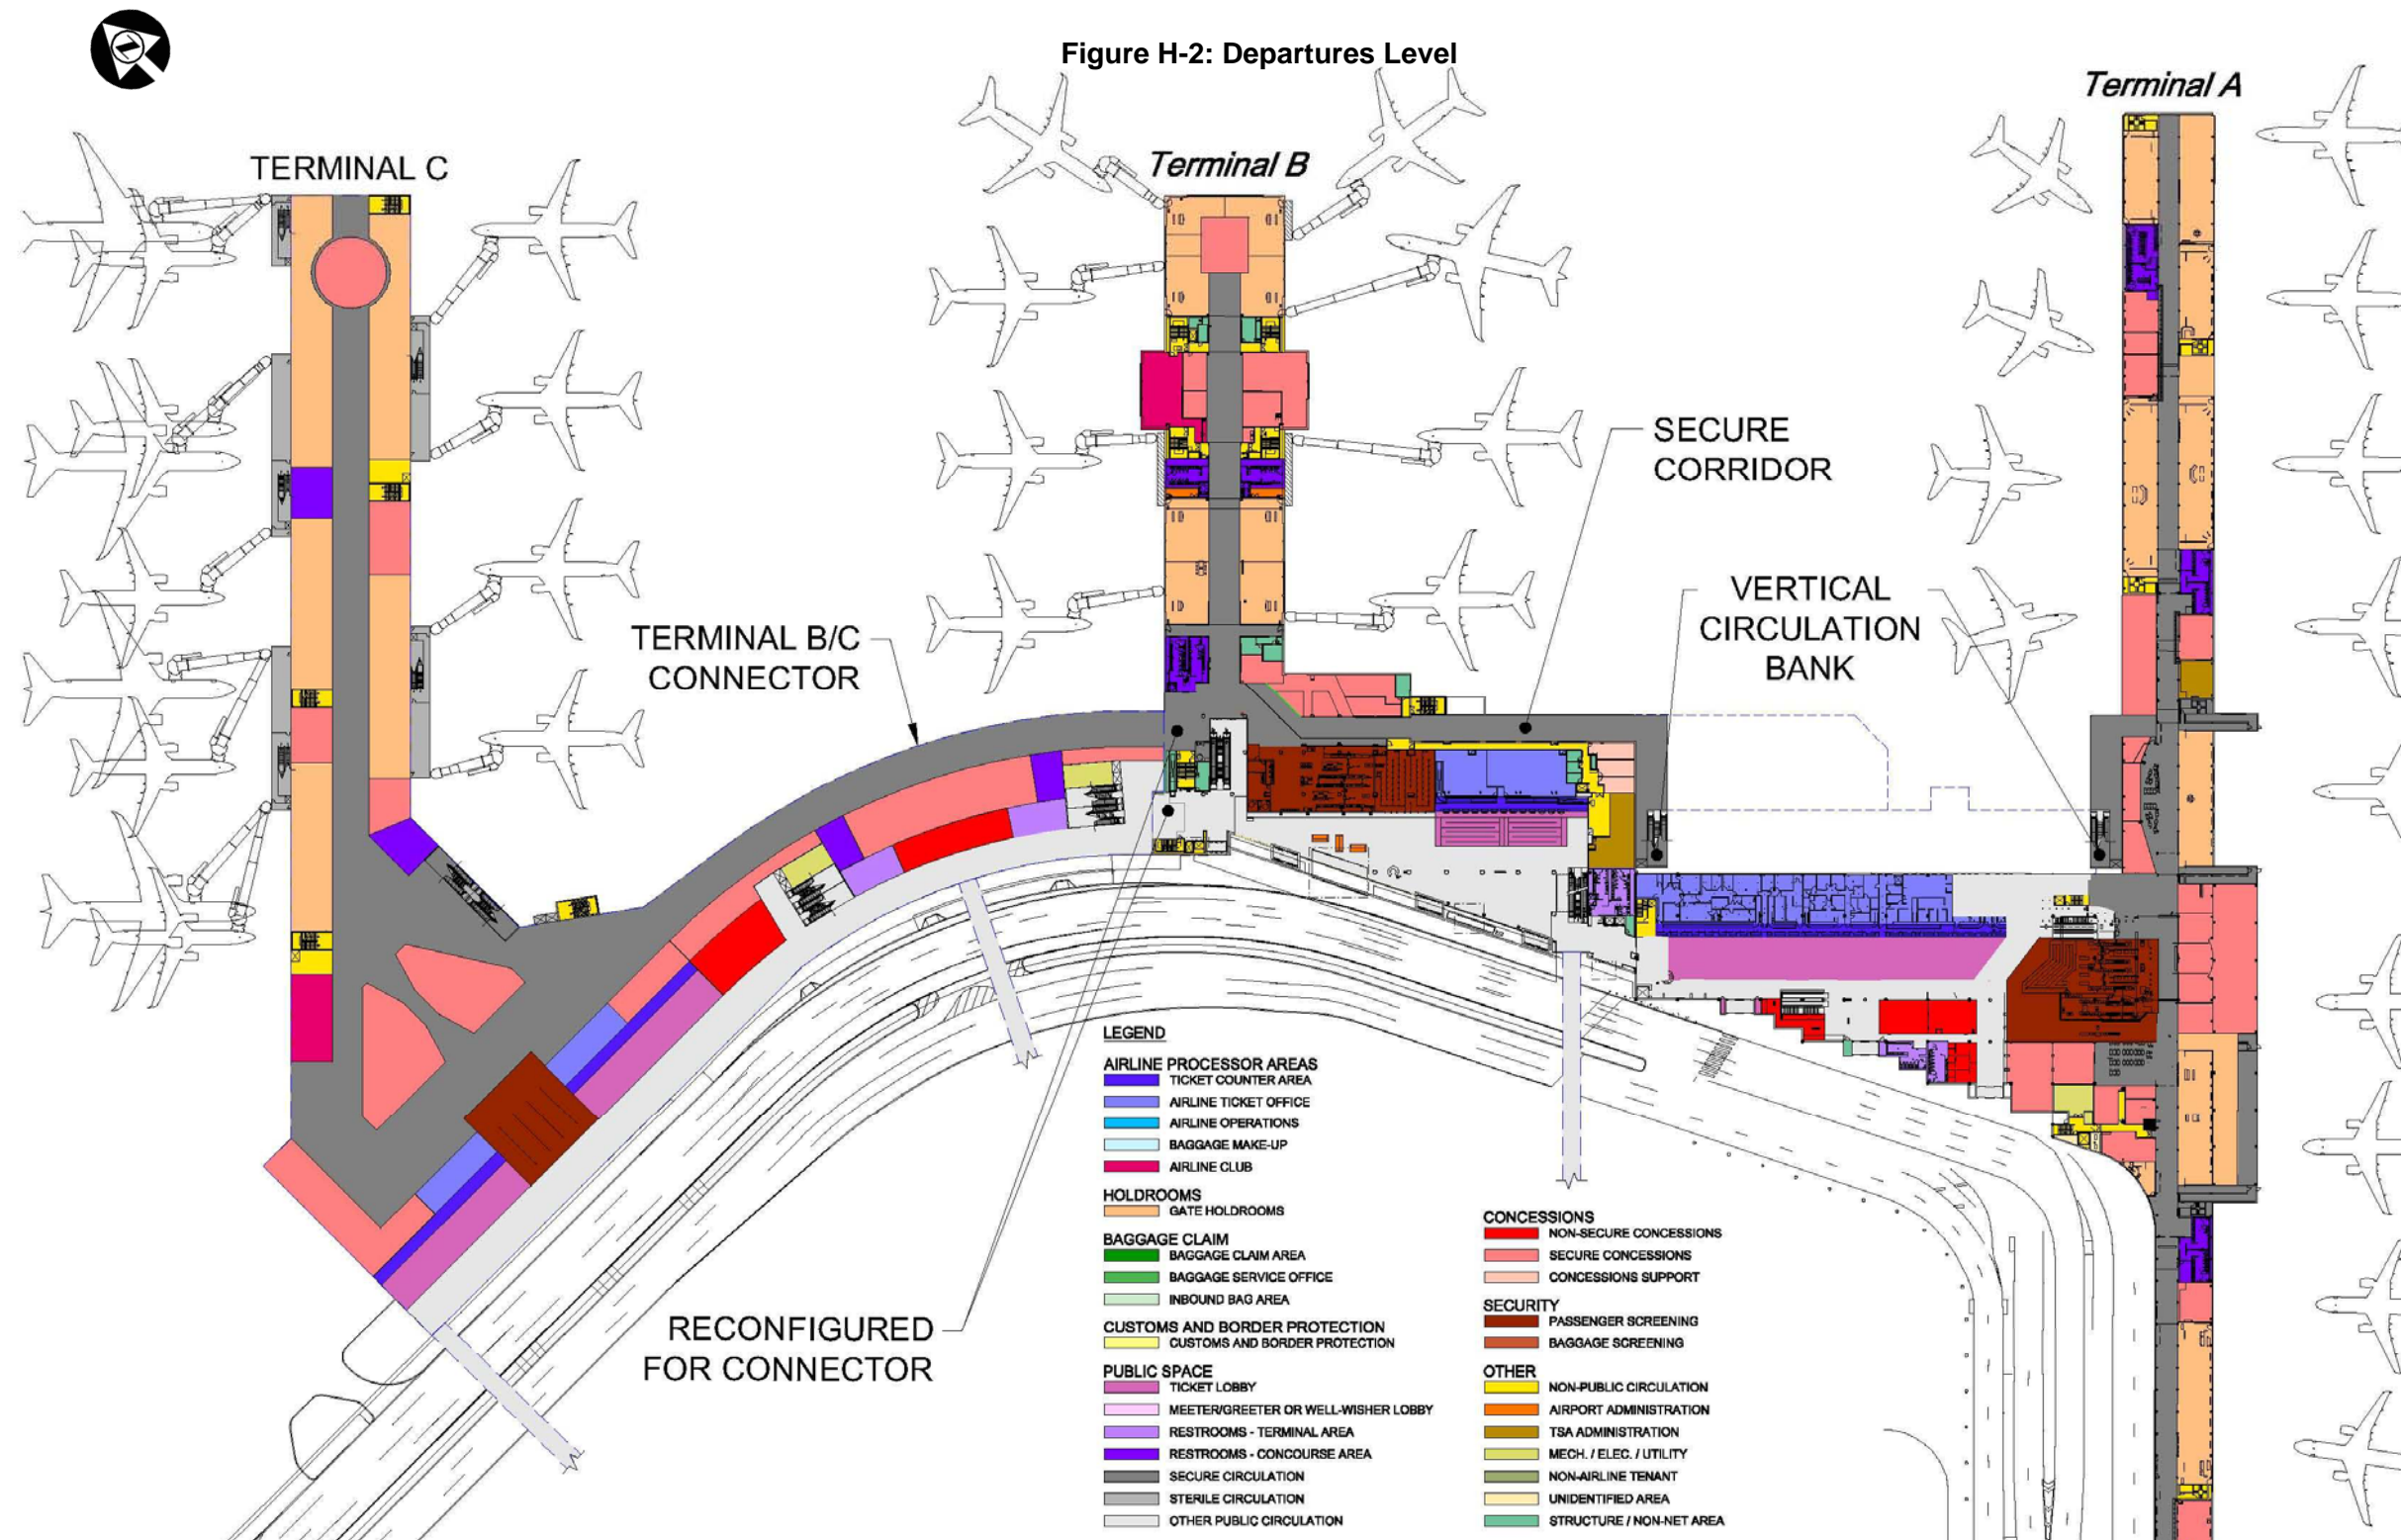 Figure H-2: Departures Level
Terminal A
TERMINAL C
Terminal B
SECURE
CORRIDOR
VERTICAL
CIRCULATION
BANK
TERMINAL B/C
CONNECTOR
RECONFIGURED
FOR CONNECTOR
LEGEND
AIRLINE PROCESSOR AREAS
TICKET COUNTER AREA
AIRLINE TICKET OFFICE
AIRLINE OPERATIONS
BAGGAGE MAKE-UP
AIRLINE CLUB
HOLDROOMS
GATE HOLDROOMS
BAGGAGE CLAIM
BAGGAGE CLAIM AREA
BAGGAGE SERVICE OFFICE
INBOUND BAG AREA
CUSTOMS AND BORDER PROTECTION
CUSTOMS AND BORDER PROTECTION
PUBLIC SPACE
TICKET LOBBY
MEETER/GREETER OR WELL-WISHER LOBBY
RESTROOMS - TERMINAL AREA
RESTROOMS - CONCOURSE AREA
SECURE CIRCULATION
STERILE CIRCULATION
OTHER PUBLIC CIRCULATION
CONCESSIONS
NON-SECURE CONCESSIONS
SECURE CONCESSIONS
CONCESSIONS SUPPORT
SECURITY
PASSENGER SCREENING
BAGGAGE SCREENING
OTHER
NON-PUBLIC CIRCULATION
AIRPORT ADMINISTRATION
TSA ADMINISTRATION
MECH. / ELEC. / UTILITY
NON-AIRLINE TENANT
UNIDENTIFIED AREA
STRUCTURE / NON-NET AREA